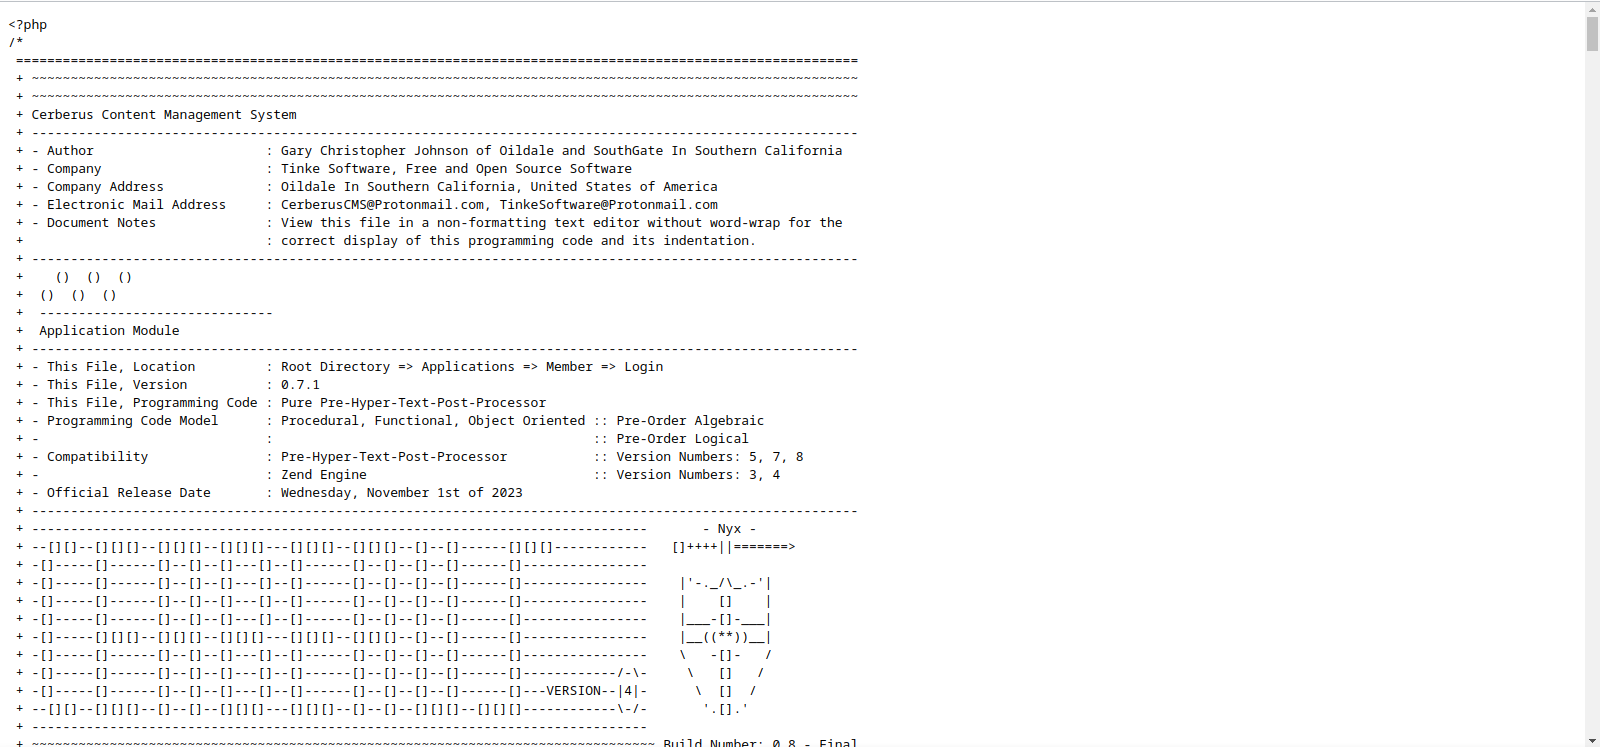 <?php
/*
 ============================================================================================================
 + ~~~~~~~~~~~~~~~~~~~~~~~~~~~~~~~~~~~~~~~~~~~~~~~~~~~~~~~~~~~~~~~~~~~~~~~~~~~~~~~~~~~~~~~~~~~~~~~~~~~~~~~~~~
 + ~~~~~~~~~~~~~~~~~~~~~~~~~~~~~~~~~~~~~~~~~~~~~~~~~~~~~~~~~~~~~~~~~~~~~~~~~~~~~~~~~~~~~~~~~~~~~~~~~~~~~~~~~~
 + Cerberus Content Management System
 + ----------------------------------------------------------------------------------------------------------
 + - Author                      : Gary Christopher Johnson of Oildale and SouthGate In Southern California
 + - Company                     : Tinke Software, Free and Open Source Software
 + - Company Address             : Oildale In Southern California, United States of America
 + - Electronic Mail Address     : CerberusCMS@Protonmail.com, TinkeSoftware@Protonmail.com
 + - Document Notes              : View this file in a non-formatting text editor without word-wrap for the
 +                               : correct display of this programming code and its indentation.
 + ----------------------------------------------------------------------------------------------------------
 +    ()  ()  ()
 +  ()  ()  ()
 +  ------------------------------
 +  Application Module
 + ----------------------------------------------------------------------------------------------------------
 + - This File, Location         : Root Directory => Applications => Member => Login
 + - This File, Version          : 0.7.1
 + - This File, Programming Code : Pure Pre-Hyper-Text-Post-Processor
 + - Programming Code Model      : Procedural, Functional, Object Oriented :: Pre-Order Algebraic
 + -                             :                                         :: Pre-Order Logical
 + - Compatibility               : Pre-Hyper-Text-Post-Processor           :: Version Numbers: 5, 7, 8
 + -                             : Zend Engine                             :: Version Numbers: 3, 4
 + - Official Release Date       : Wednesday, November 1st of 2023
 + ----------------------------------------------------------------------------------------------------------
 + -------------------------------------------------------------------------------       - Nyx -
 + --[][]--[][][]--[][][]--[][][]---[][][]--[][][]--[]--[]------[][][]------------   []++++||=======>
 + -[]-----[]------[]--[]--[]---[]--[]------[]--[]--[]--[]------[]----------------
 + -[]-----[]------[]--[]--[]---[]--[]------[]--[]--[]--[]------[]----------------    |'-._/\_.-'|
 + -[]-----[]------[]--[]--[]---[]--[]------[]--[]--[]--[]------[]----------------    |    []    |
 + -[]-----[]------[]--[]--[]---[]--[]------[]--[]--[]--[]------[]----------------    |___-[]-___|
 + -[]-----[][][]--[][][]--[][][]---[][][]--[][][]--[]--[]------[]----------------    |__((**))__|
 + -[]-----[]------[]--[]--[]---[]--[]------[]--[]--[]--[]------[]----------------    \   -[]-   /
 + -[]-----[]------[]--[]--[]---[]--[]------[]--[]--[]--[]------[]------------/-\-     \   []   /
 + -[]-----[]------[]--[]--[]---[]--[]------[]--[]--[]--[]------[]---VERSION--|4|-      \  []  /
 + --[][]--[][][]--[]--[]--[][][]---[][][]--[]--[]--[][][]--[][][]------------\-/-       '.[].'
 + -------------------------------------------------------------------------------
 + ~~~~~~~~~~~~~~~~~~~~~~~~~~~~~~~~~~~~~~~~~~~~~~~~~~~~~~~~~~~~~~~~~~~~~~~~~~~~~~~~ Build Number: 0.8 - Final